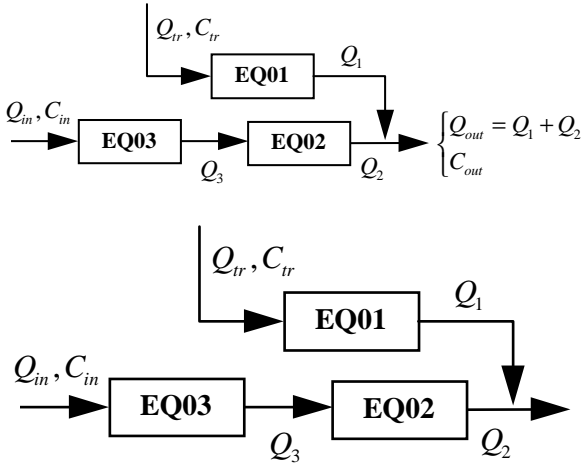 Q_tr, C_tr
EQ01
Q_1
Q_in, C_in
EQ03
Q_3
EQ02
Q_2
{Q_out = Q_1 + Q_2
C_out
Q_tr, C_tr
EQ01
Q_1
Q_in, C_in
EQ03
Q_3
EQ02
Q_2